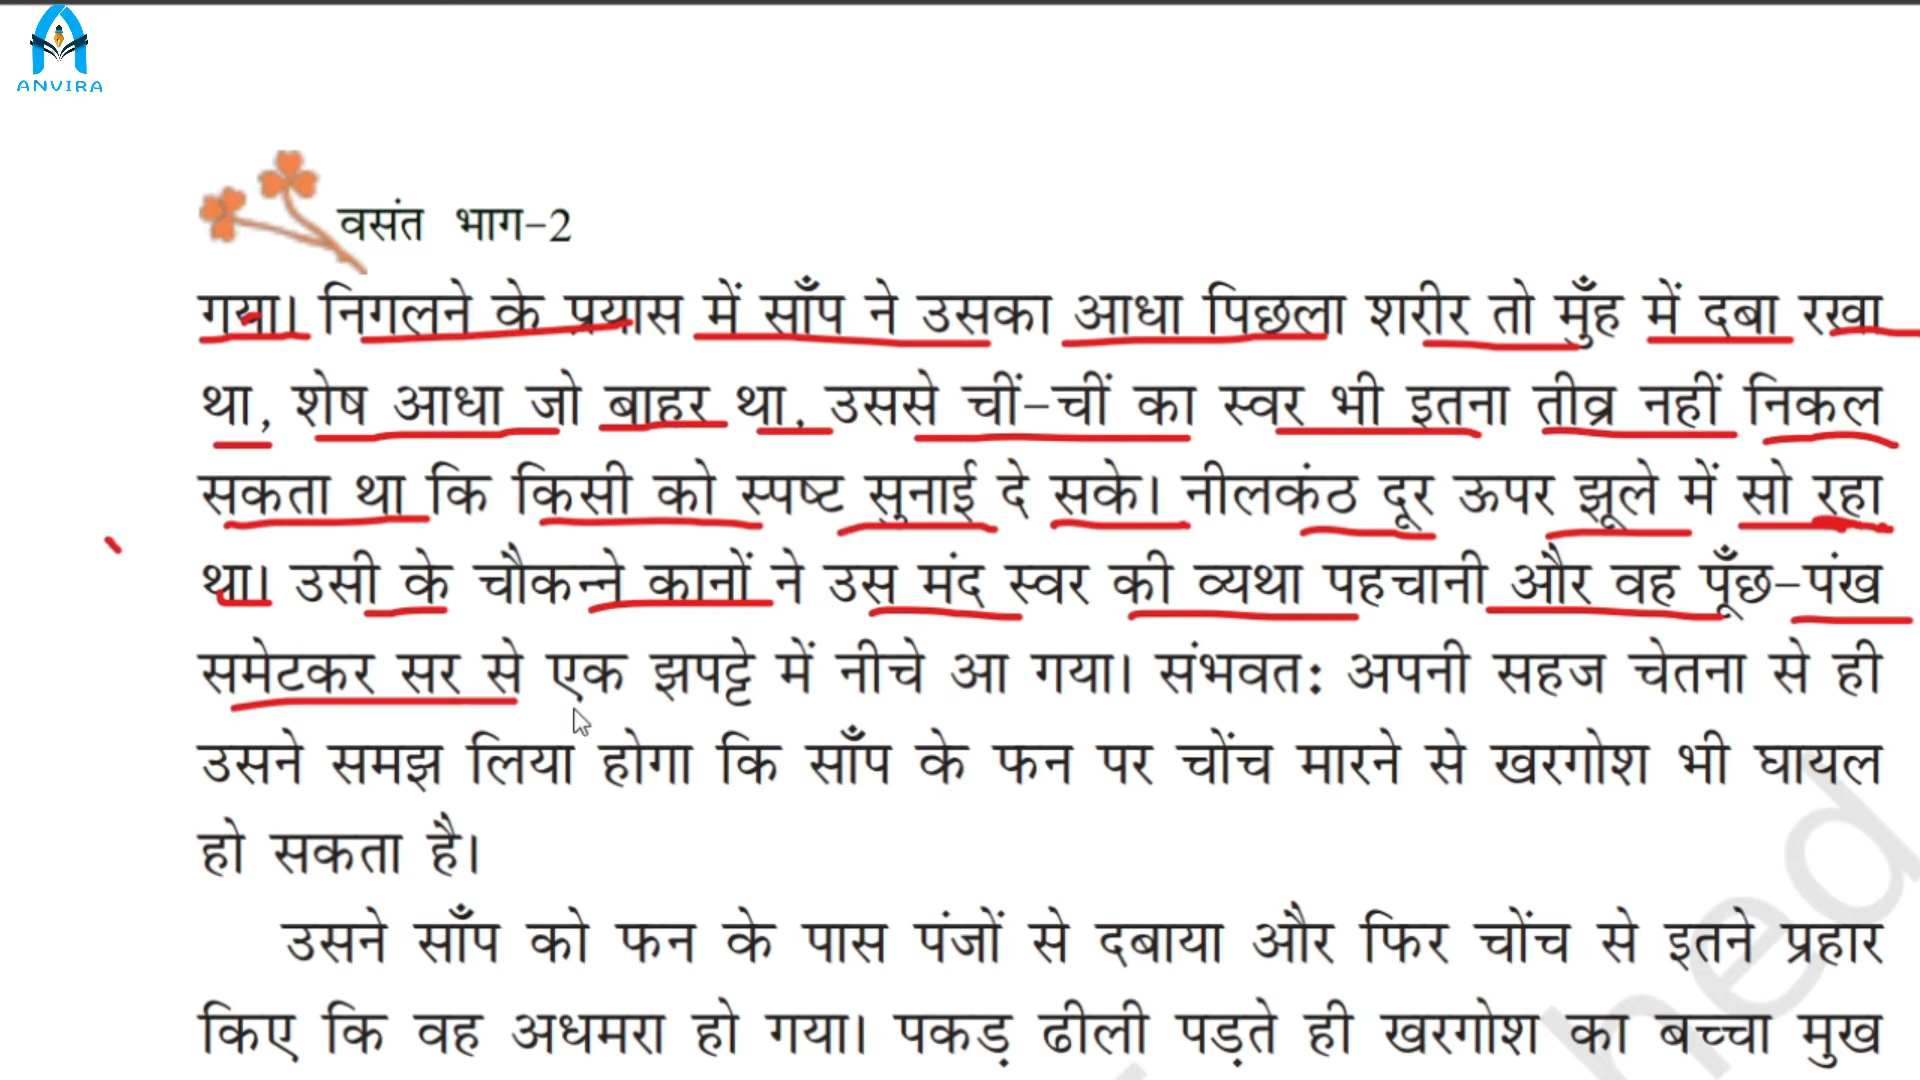 ANVIRA
वसंत भाग-2
गया। निगलने के प्रयास में साँप ने उसका आधा पिछला शरीर तो मुँह में दबा रखा
था, शेष आधा जो बाहर था, उससे चीं-चीं का स्वर भी इतना तीव्र नहीं निकल
सकता था कि किसी को स्पष्ट सुनाई दे सके। नीलकंठ दूर ऊपर झूले में सो रहा
था। उसी के चौकन्ने कानों ने उस मंद स्वर की व्यथा पहचानी और वह पूँछ-पंख
समेटकर सर से एक झपट्टे में नीचे आ गया। संभवतः अपनी सहज चेतना से ही
उसने समझ लिया होगा कि साँप के फन पर चोंच मारने से खरगोश भी घायल
हो सकता है।
उसने साँप को फन के पास पंजों से दबाया और फिर चोंच से इतने प्रहार
किए कि वह अधमरा हो गया। पकड़ ढीली पड़ते ही खरगोश का बच्चा मुख